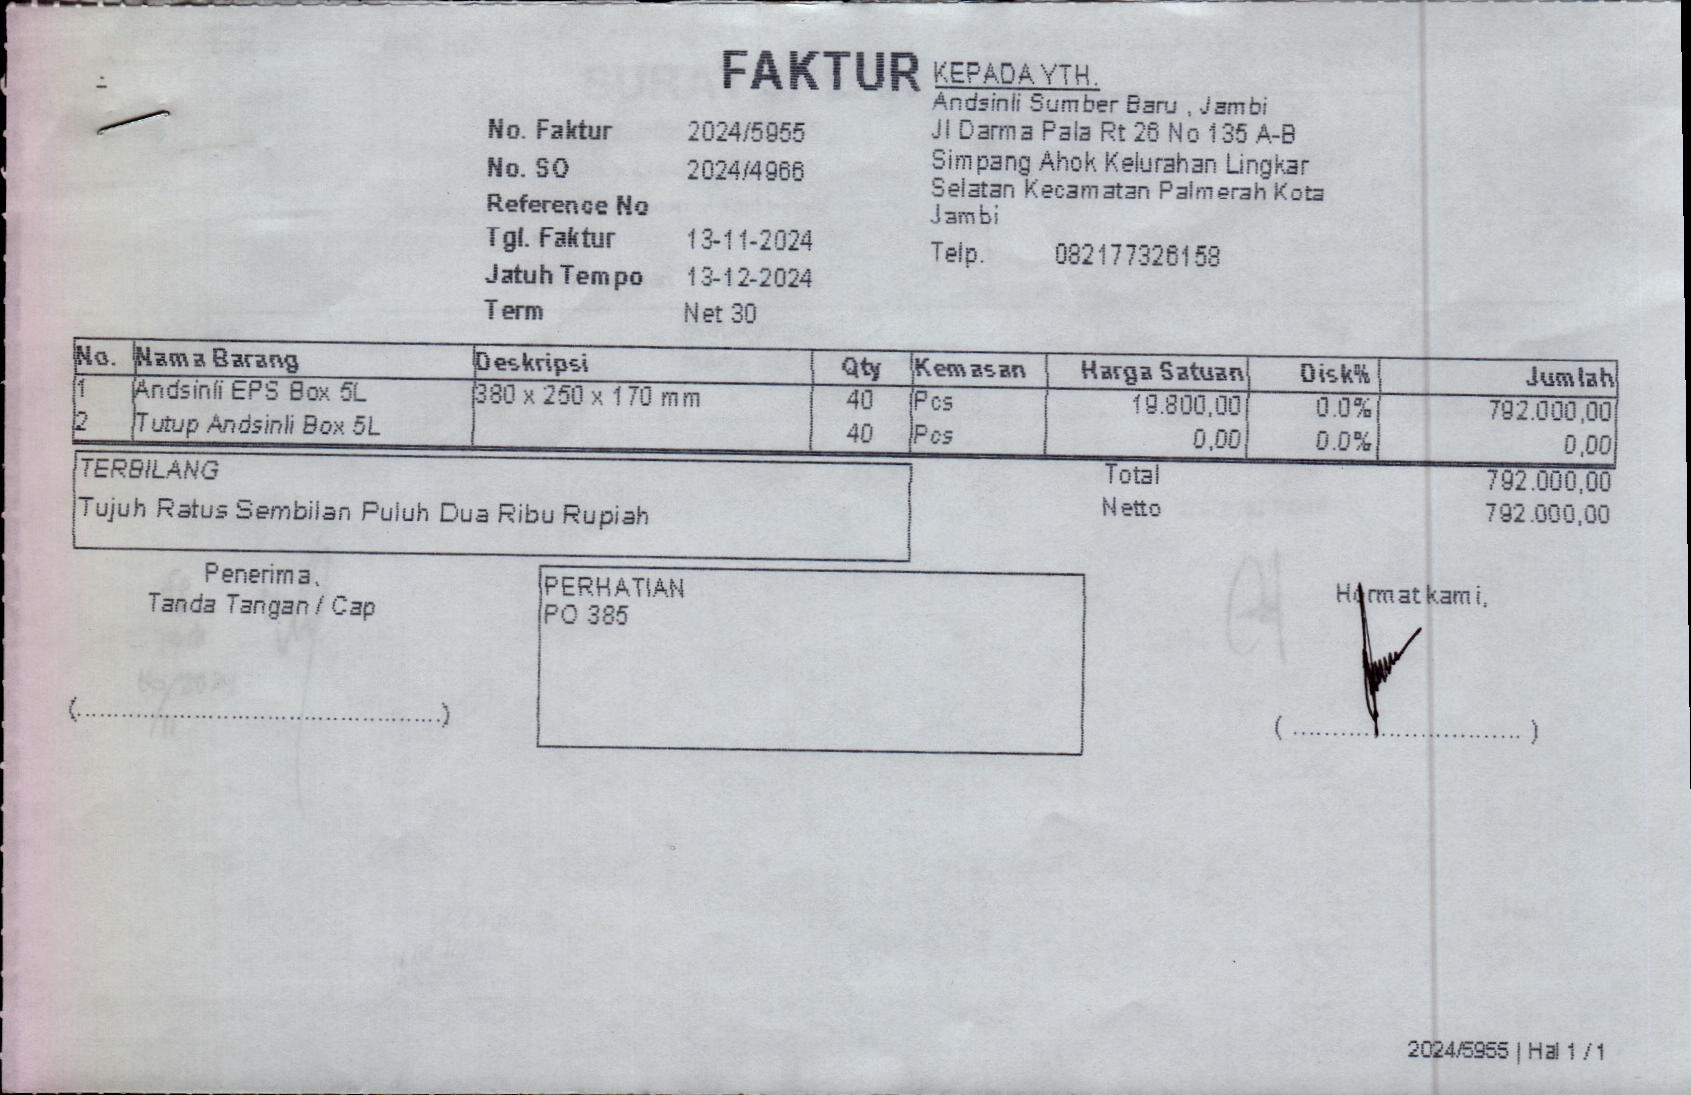 FAKTUR
No. Faktur 2024/5955
No. SO 2024/4966
Reference No
Tgl. Faktur 13-11-2024
Jatuh Tempo 13-12-2024
Term Net 30
KEPADA YTH.
Andsinli Sumber Baru , Jambi
Jl Darma Pala Rt 26 No 135 A-B
Simpang Ahok Kelurahan Lingkar
Selatan Kecamatan Palmerah Kota
Jambi
Telp. 082177326158
No. Nama Barang Deskripsi Qty Kemasan Harga Satuan Disk% Jumlah
1 Andsinli EPS Box 5L 380 x 250 x 170 mm 40 Pcs 19.800,00 0.0% 792.000,00
2 Tutup Andsinli Box 5L 40 Pcs 0,00 0.0% 0,00
TERBILANG
Tujuh Ratus Sembilan Puluh Dua Ribu Rupiah
Total 792.000,00
Netto 792.000,00
Penerima,
Tanda Tangan / Cap
(..................................................)
PERHATIAN
PO 385
Hormat kami,
( ................................ )
2024/5955 | Hal 1 / 1